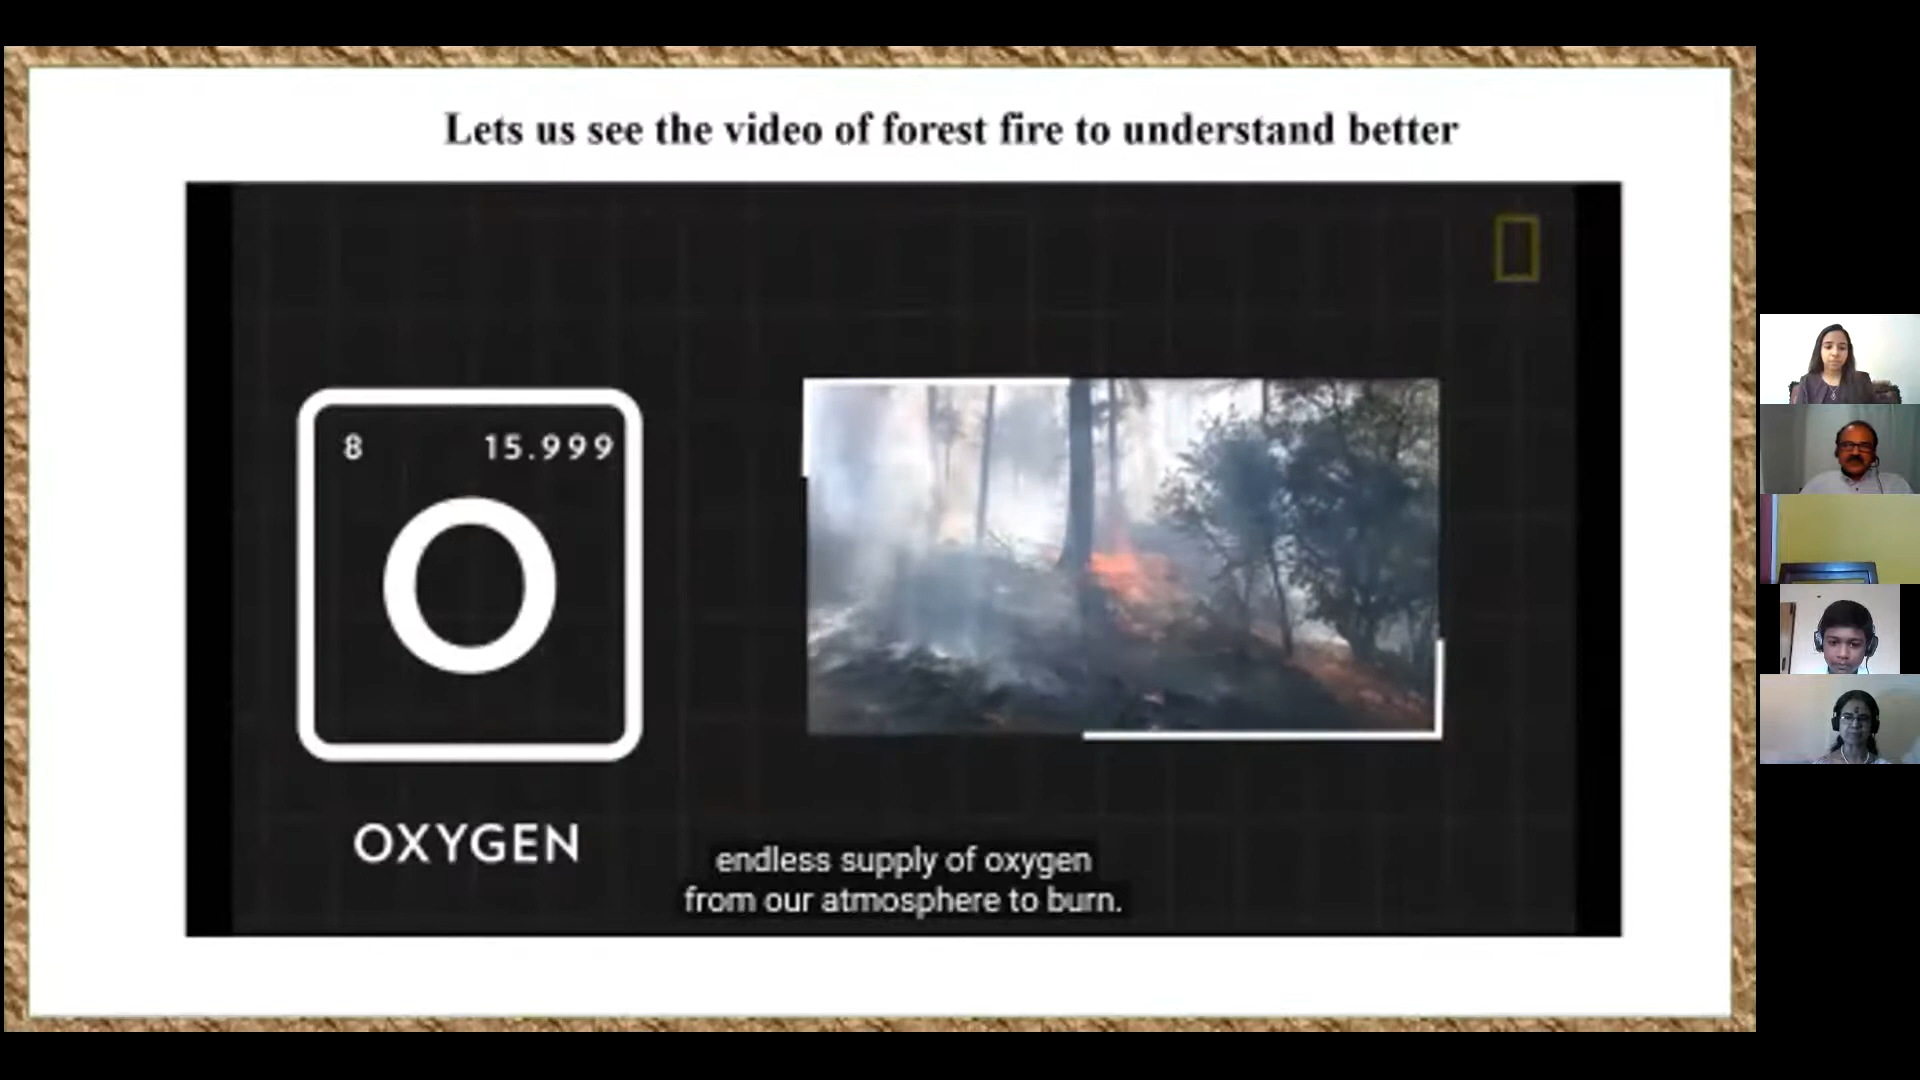 Lets us see the video of forest fire to understand better
8 15.999
O
OXYGEN
endless supply of oxygen
from our atmosphere to burn.